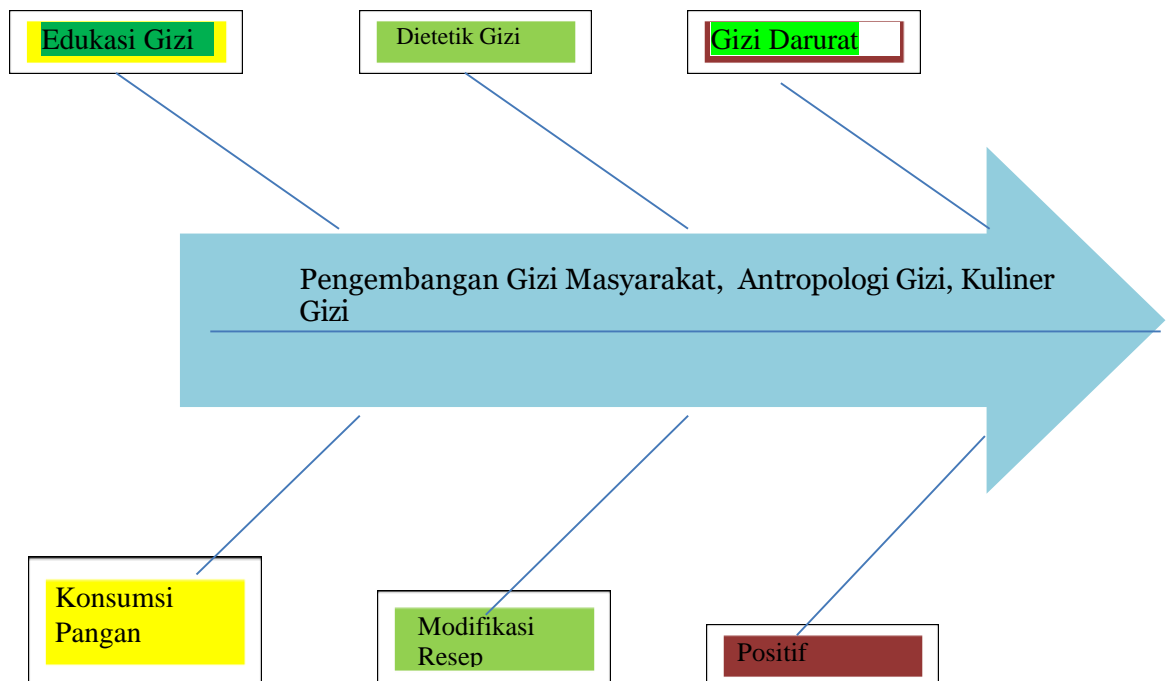 Edukasi Gizi
Dietetik Gizi
Gizi Darurat
Pengembangan Gizi Masyarakat, Antropologi Gizi, Kuliner
Gizi
Konsumsi
Pangan
Modifikasi
Resep
Positif